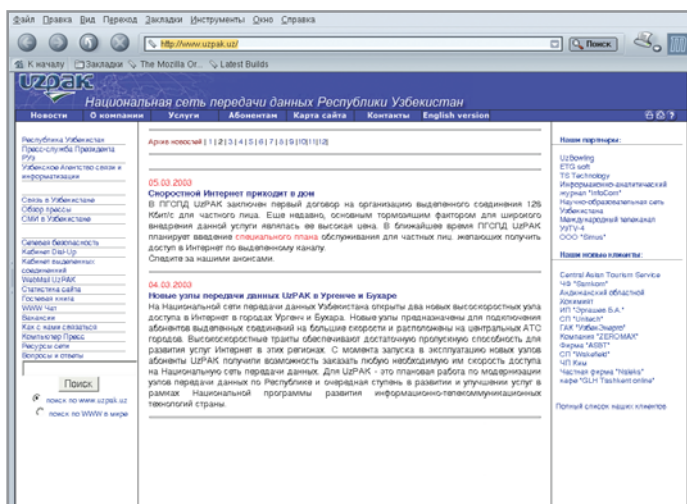 Файл Правка Вид Переход Закладки Инструменты Окно Справка
http://www.uzpak.uz/
Поиск
К началу Закладки The Mozilla Or... Latest Builds
UZPAK
Национальная сеть передачи данных Республики Узбекистан
Новости О компании Услуги Абонентам Карта сайта Контакты English version
Республика Узбекистан
Пресс-служба Президента
РУз
Узбекское Агентство связи и
информатизации
Связь в Узбекистане
Обзор прессы
СМИ в Узбекистане
Сетевая безопасность
Кабинет Dial-Up
Кабинет выделенных
соединений
WebMail UzPAK
Статистика сайта
Гостевая книга
WWW Чат
Вакансии
Как с нами связаться
Компьютер Пресс
Ресурсы сети
Вопросы и ответы
Поиск
поиск по www.uzpak.uz
поиск по WWW в мире
Архив новостей | 1 | 2 | 3 | 4 | 5 | 6 | 7 | 8 | 9 |10|11|12|
05.03.2003
Скоростной Интернет приходит в дом
В ПГСПД UzPAK заключен первый договор на организацию выделенного соединения 128
Кбит/с для частного лица. Еще недавно, основным тормозящим фактором для широкого
внедрения данной услуги являлась ее высокая цена. В ближайшее время ПГСПД UzPAK
планирует введение специального плана обслуживания для частных лиц, желающих получить
доступ в Интернет по выделенному каналу.
Следите за нашими анонсами.
04.03.2003
Новые узлы передачи данных UzPAK в Ургенче и Бухаре
На Национальной сети передачи данных Узбекистана открыты два новых высокоскоростных узла
доступа в Интернет в городах Ургенч и Бухара. Новые узлы предназначены для подключения
абонентов выделенных соединений на большие скорости и расположены на центральных АТС
городов. Высокоскоростные тракты обеспечивают достаточную пропускную способность для
развития услуг Интернет в этих регионах. С момента запуска в эксплуатацию новых узлов
абоненты UzPAK получили возможность заказать любую необходимую им скорость доступа
на Национальную сеть передачи данных. Для UzPAK - это плановая работа по модернизации
узлов передачи данных по Республике и очередная ступень в развитии и улучшении услуг в
рамках Национальной программы развития информационно-телекоммуникационных
технологий страны.
Наши партнеры:
UzBowling
ETG soft
TS Technology
Информационно-аналитический
журнал "InfoCom"
Научно-образовательная сеть
Узбекистана
Международный телеканал
УзТV-4
ООО "Sirius"
Наши новые клиенты:
Central Asian Tourism Service
ЧФ "Samkom"
Андижанский областной
Хокимият
ИП "Эргашев Б.А."
СП "Unitech"
ГАК "УзбекЭнерго"
Компания "ZEROMAX"
Фирма "ASBT"
СП "Wakefield"
ЧП Ким
Частная фирма "Naleks"
кафе "GLH Tashkent online"
Полный список наших клиентов